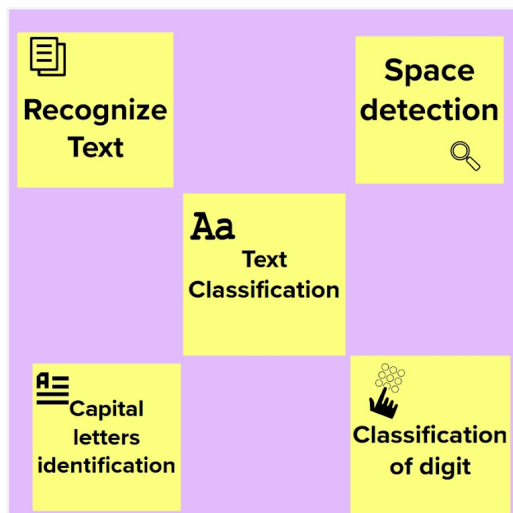 Recognize
Text
Space
detection
Aa
Text
Classification
A
Capital
letters
identification
Classification
of digit